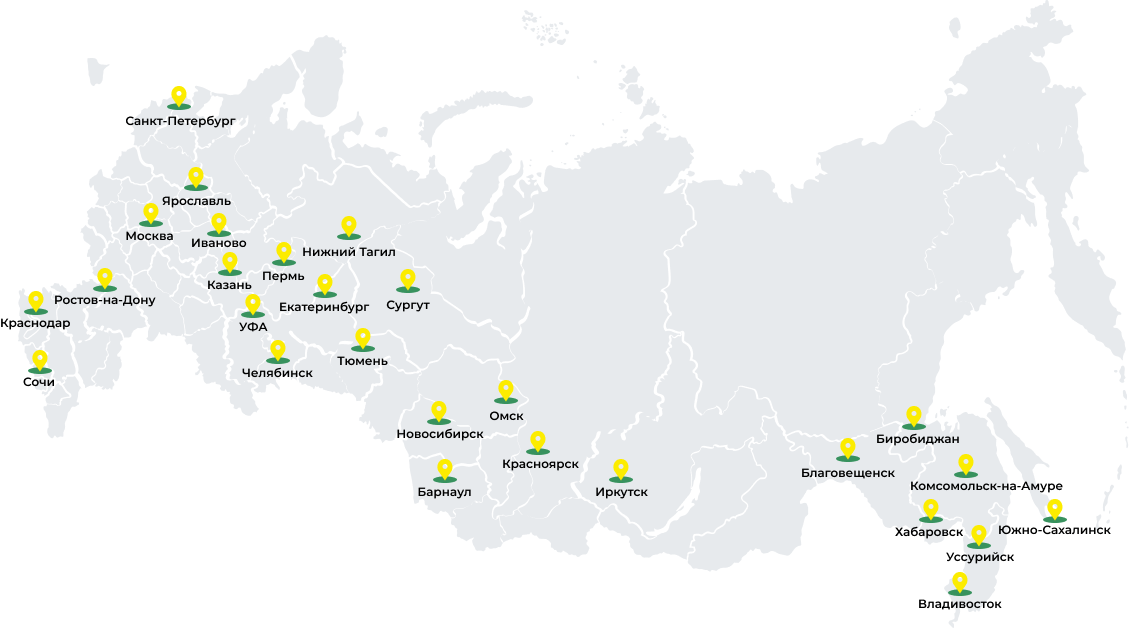 Санкт-Петербург
Ярославль
Москва
Иваново
Нижний Тагил
Пермь
Казань
Ростов-на-Дону
Екатеринбург
Сургут
Краснодар
УФА
Тюмень
Челябинск
Сочи
Омск
Новосибирск
Биробиджан
Красноярск
Благовещенск
Комсомольск-на-Амуре
Барнаул
Иркутск
Хабаровск
Южно-Сахалинск
Уссурийск
Владивосток